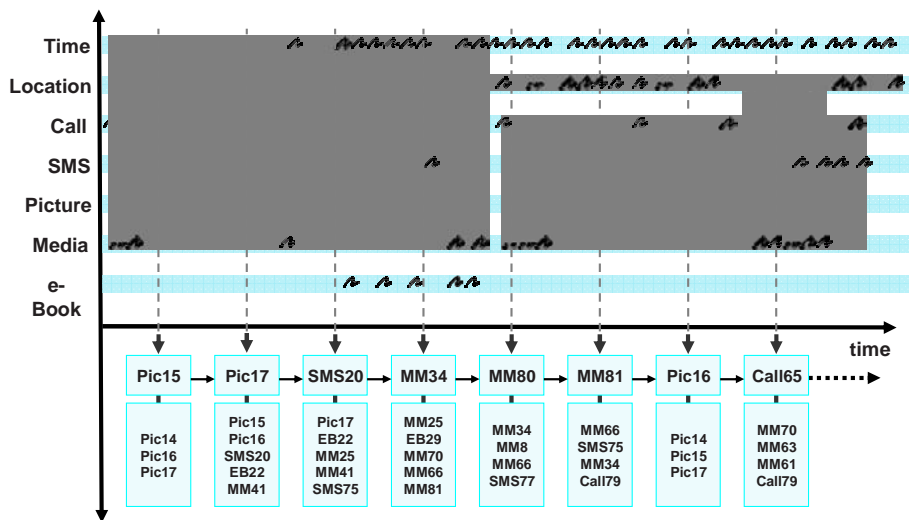 Time
Location
Call
SMS
Picture
Media
e-
Book
time
Pic15
Pic17
SMS20
MM34
MM80
MM81
Pic16
Call65
Pic14
Pic16
Pic17
Pic15
Pic16
SMS20
EB22
MM41
Pic17
EB22
MM25
MM41
SMS75
MM25
EB29
MM70
MM66
MM81
MM34
MM8
MM66
SMS77
MM66
SMS75
MM34
Call79
Pic14
Pic15
Pic17
MM70
MM63
MM61
Call79